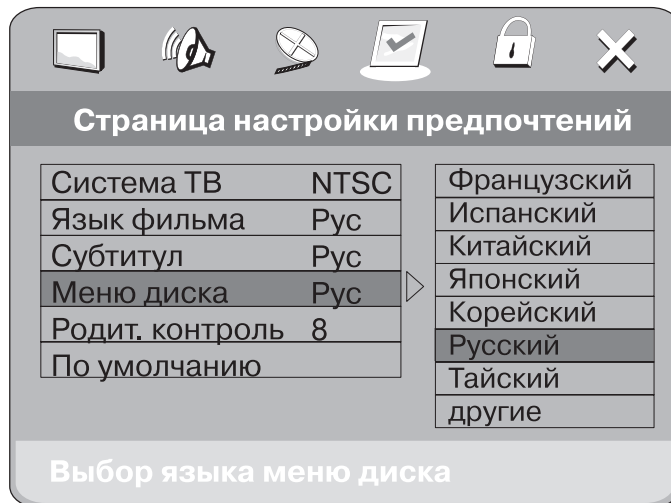 Страница настройки предпочтений
Система ТВ NTSC
Язык фильма Рус
Субтитул Рус
Меню диска Рус
Родит. контроль 8
По умолчанию
Французский
Испанский
Китайский
Японский
Корейский
Русский
Тайский
другие
Выбор языка меню диска